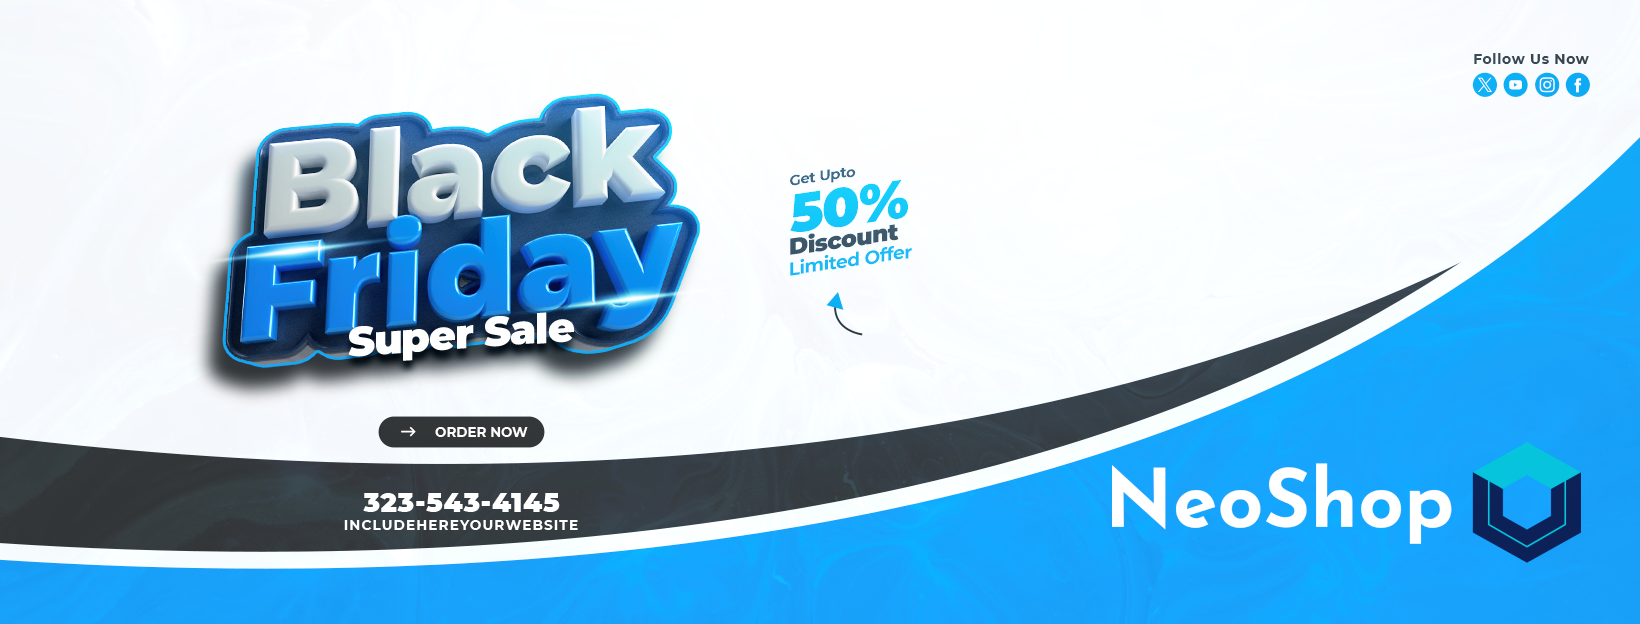 Follow Us Now
Black
Friday
Super Sale
Get Upto
50%
Discount
Limited Offer
ORDER NOW
323-543-4145
INCLUDEHEREYOURWEBSITE
NeoShop